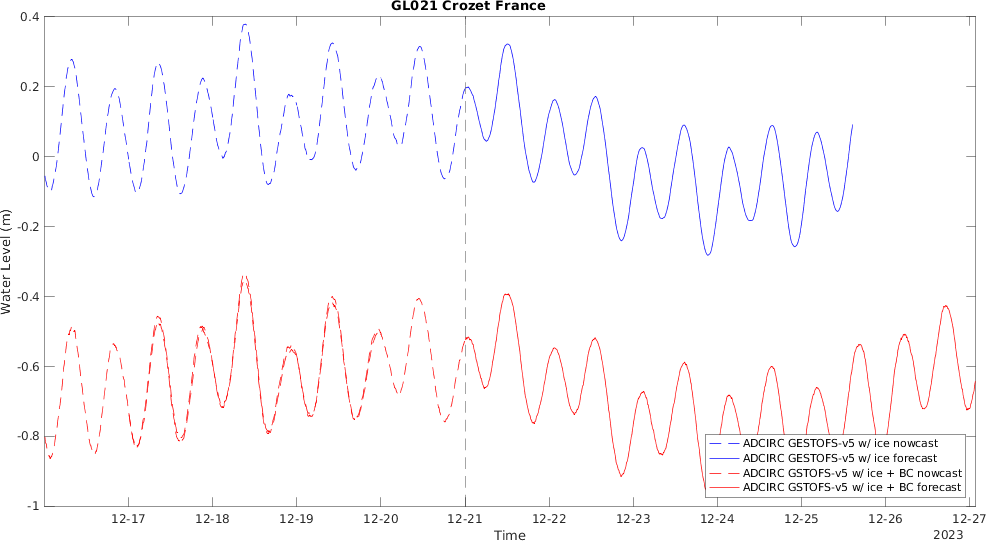 GL021 Crozet France
0.4
0.2
0
-0.2
-0.4
-0.6
-0.8
-1
Water Level (m)
ADCIRC GESTOFS-v5 w/ ice nowcast
ADCIRC GESTOFS-v5 w/ ice forecast
ADCIRC GSTOFS-v5 w/ ice + BC nowcast
ADCIRC GSTOFS-v5 w/ ice + BC forecast
12-17 12-18 12-19 12-20 12-21 12-22 12-23 12-24 12-25 12-26 12-27
Time
2023